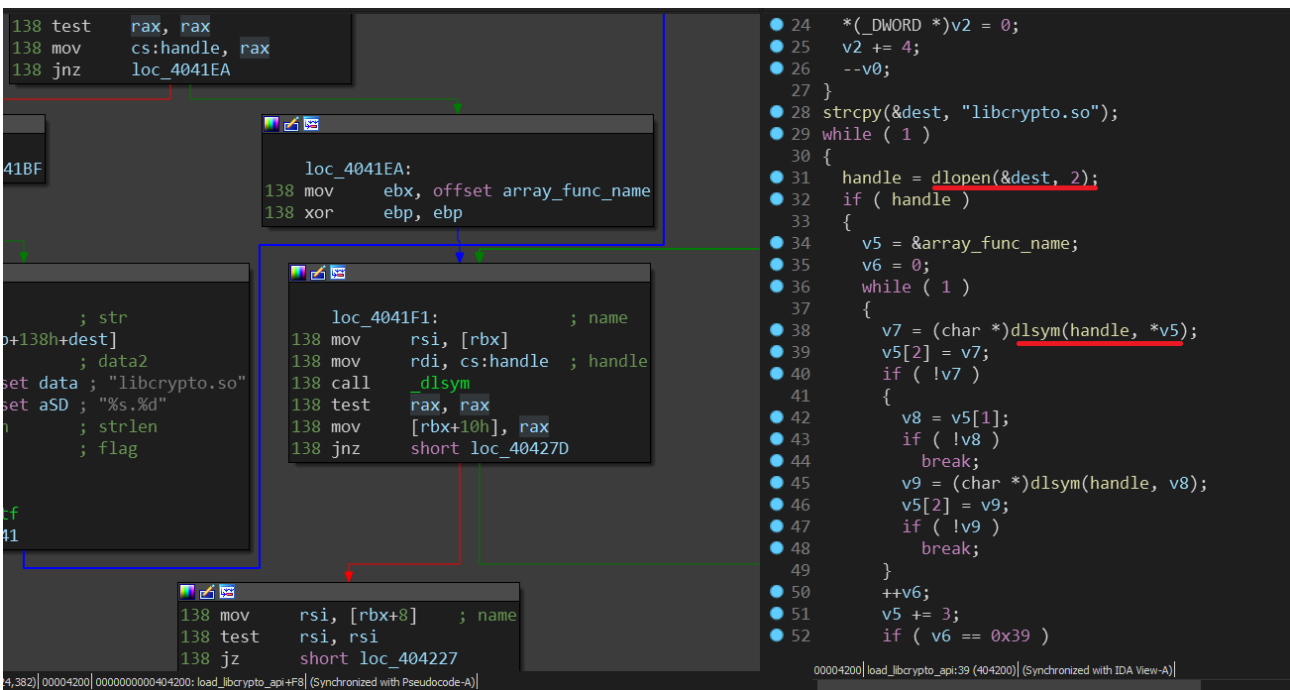 138 test rax, rax
138 mov cs:handle, rax
138 jnz loc_4041EA
41BF
loc_4041EA:
138 mov ebx, offset array_func_name
138 xor ebp, ebp
; str
+138h+dest]
; data2
set data ; "libcrypto.so"
set aSD ; "%s.%d"
; strlen
; flag
tf
41
loc_4041F1: ; name
138 mov rsi, [rbx]
138 mov rdi, cs:handle ; handle
138 call _dlsym
138 test rax, rax
138 mov [rbx+10h], rax
138 jnz short loc_40427D
138 mov rsi, [rbx+8] ; name
138 test rsi, rsi
138 jz short loc_404227
4,382)| 00004200| 0000000000404200: load_libcrypto_api+F8| (Synchronized with Pseudocode-A)|
24 *(_DWORD *)v2 = 0;
25 v2 += 4;
26 --v0;
27 }
28 strcpy(&dest, "libcrypto.so");
29 while ( 1 )
30 {
31 handle = dlopen(&dest, 2);
32 if ( handle )
33 {
34 v5 = &array_func_name;
35 v6 = 0;
36 while ( 1 )
37 {
38 v7 = (char *)dlsym(handle, *v5);
39 v5[2] = v7;
40 if ( !v7 )
41 {
42 v8 = v5[1];
43 if ( !v8 )
44 break;
45 v9 = (char *)dlsym(handle, v8);
46 v5[2] = v9;
47 if ( !v9 )
48 break;
49 }
50 ++v6;
51 v5 += 3;
52 if ( v6 == 0x39 )
00004200|load_libcrypto_api:39 (404200)| (Synchronized with IDA View-A)|